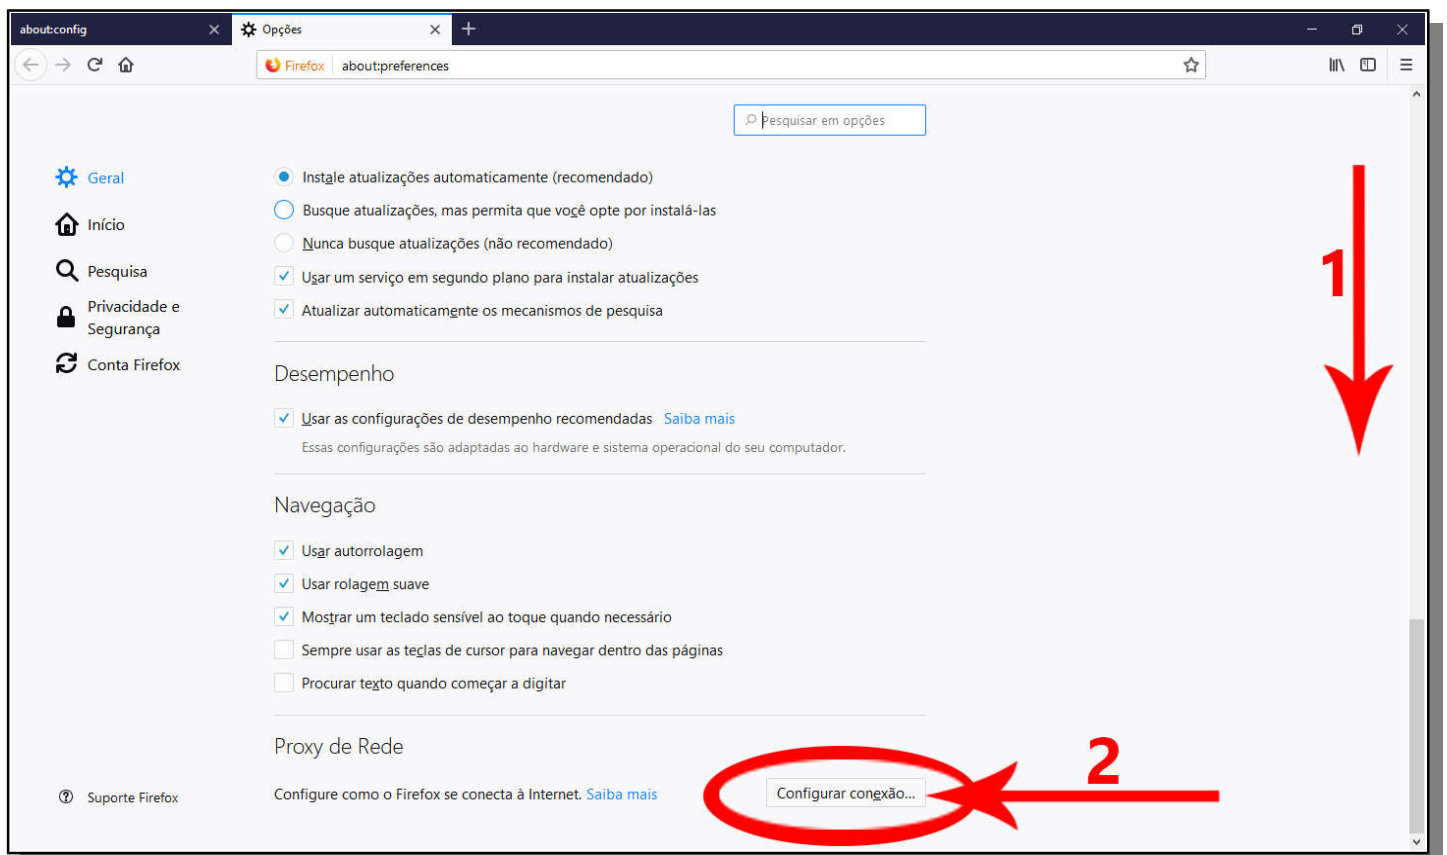 about:config
Opções
Firefox about:preferences
Pesquisar em opções
Geral
Início
Pesquisa
Privacidade e
Segurança
Conta Firefox
Instale atualizações automaticamente (recomendado)
Busque atualizações, mas permita que você opte por instalá-las
Nunca busque atualizações (não recomendado)
Usar um serviço em segundo plano para instalar atualizações
Atualizar automaticamente os mecanismos de pesquisa
Desempenho
Usar as configurações de desempenho recomendadas Saiba mais
Essas configurações são adaptadas ao hardware e sistema operacional do seu computador.
Navegação
Usar autorrolagem
Usar rolagem suave
Mostrar um teclado sensível ao toque quando necessário
Sempre usar as teclas de cursor para navegar dentro das páginas
Procurar texto quando começar a digitar
Proxy de Rede
Configure como o Firefox se conecta à Internet. Saiba mais
Configurar conexão...
Suporte Firefox
1
2